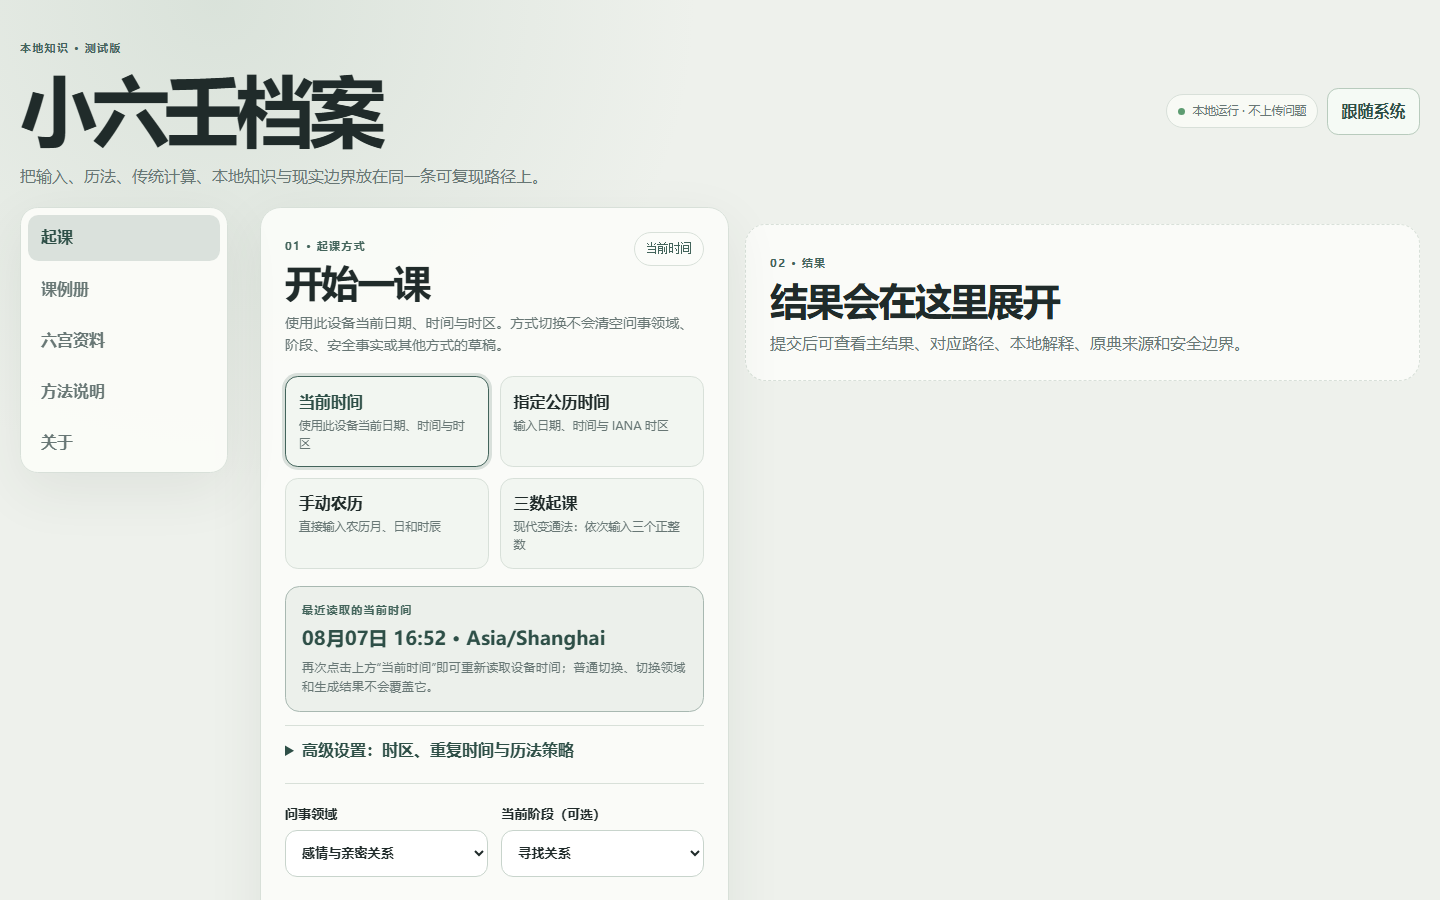 本地知识 • 测试版
小六壬档案
把输入、历法、传统计算、本地知识与现实边界放在同一条可复现路径上。
本地运行 · 不上传问题
跟随系统
起课
课例册
六宫资料
方法说明
关于
01 • 起课方式
当前时间
开始一课
使用此设备当前日期、时间与时区。方式切换不会清空问事领域、
阶段、安全事实或其他方式的草稿。
当前时间
使用此设备当前日期、时间与时
区
指定公历时间
输入日期、时间与 IANA 时区
手动农历
直接输入农历月、日和时辰
三数起课
现代变通法：依次输入三个正整
数
最近读取的当前时间
08月07日 16:52 • Asia/Shanghai
再次点击上方“当前时间”即可重新读取设备时间；普通切换、切换领域
和生成结果不会覆盖它。
高级设置：时区、重复时间与历法策略
问事领域
当前阶段（可选）
感情与亲密关系
寻找关系
02 • 结果
结果会在这里展开
提交后可查看主结果、对应路径、本地解释、原典来源和安全边界。